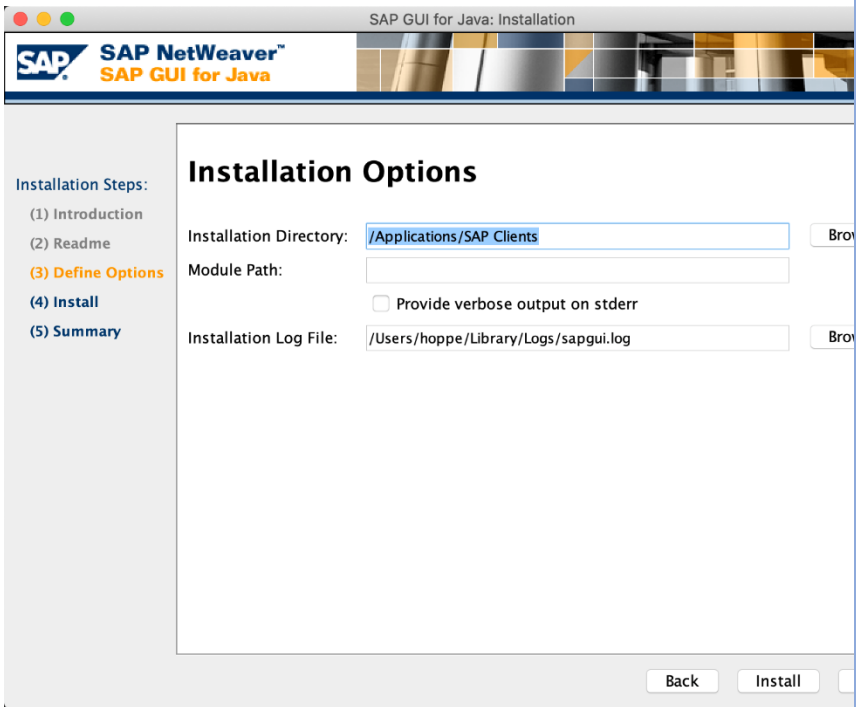 SAP GUI for Java: Installation
SAP
SAP NetWeaver™
SAP GUI for Java
Installation Steps:
(1) Introduction
(2) Readme
(3) Define Options
(4) Install
(5) Summary
Installation Options
Installation Directory: /Applications/SAP Clients
Module Path:
Provide verbose output on stderr
Installation Log File: /Users/hoppe/Library/Logs/sapgui.log
Back Install